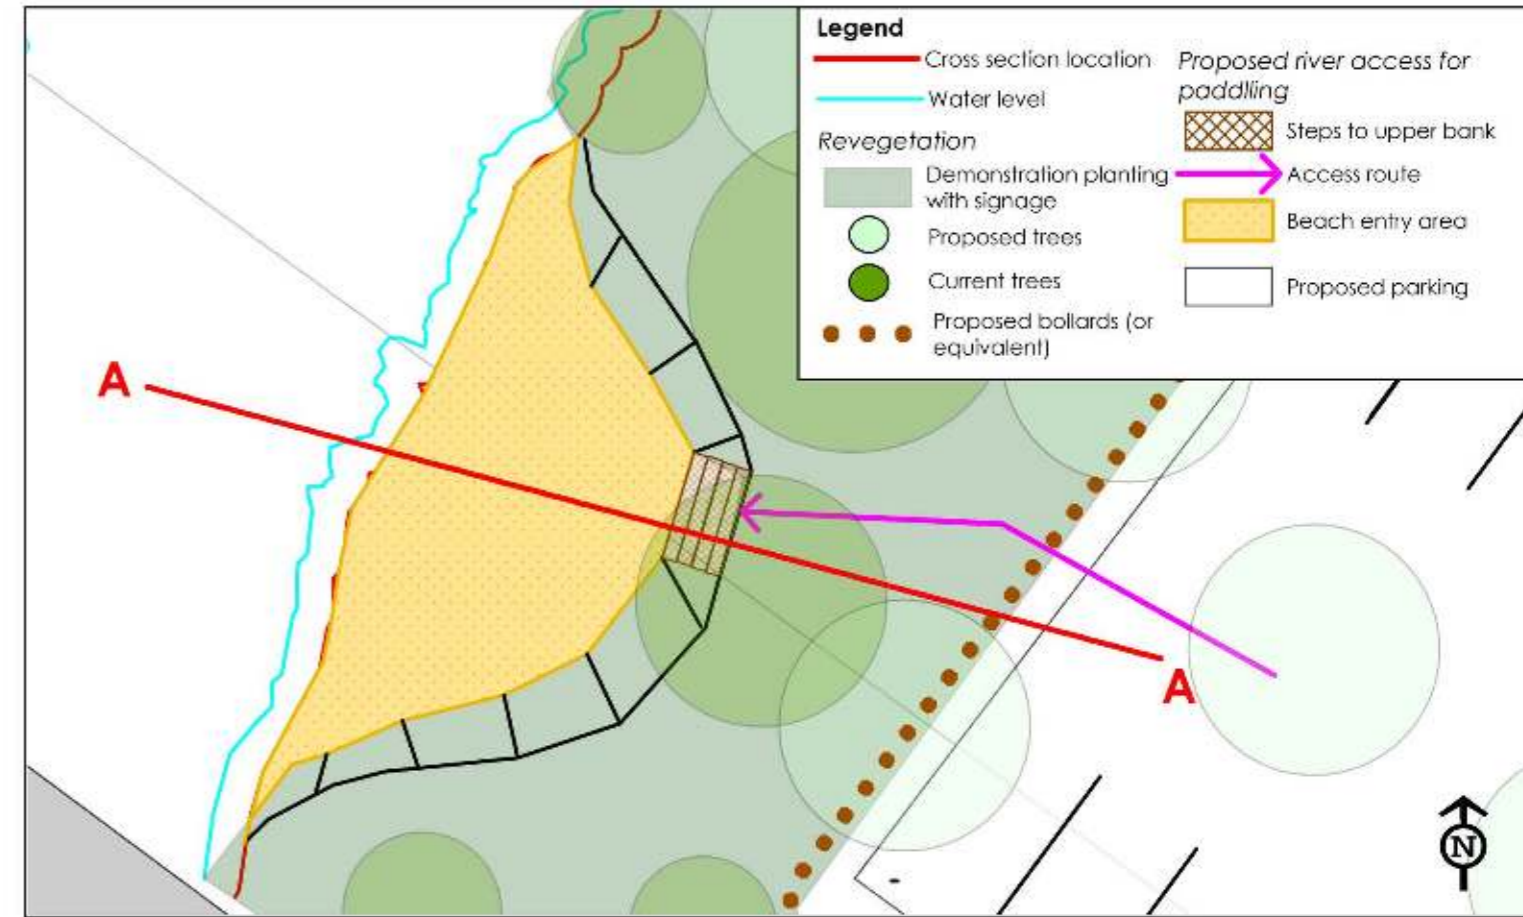 Legend
Cross section location
Water level
Revegetation
Demonstration planting
with signage
Proposed trees
Current trees
Proposed bollards (or
equivalent)
Proposed river access for
paddling
Steps to upper bank
Access route
Beach entry area
Proposed parking
A
A
N